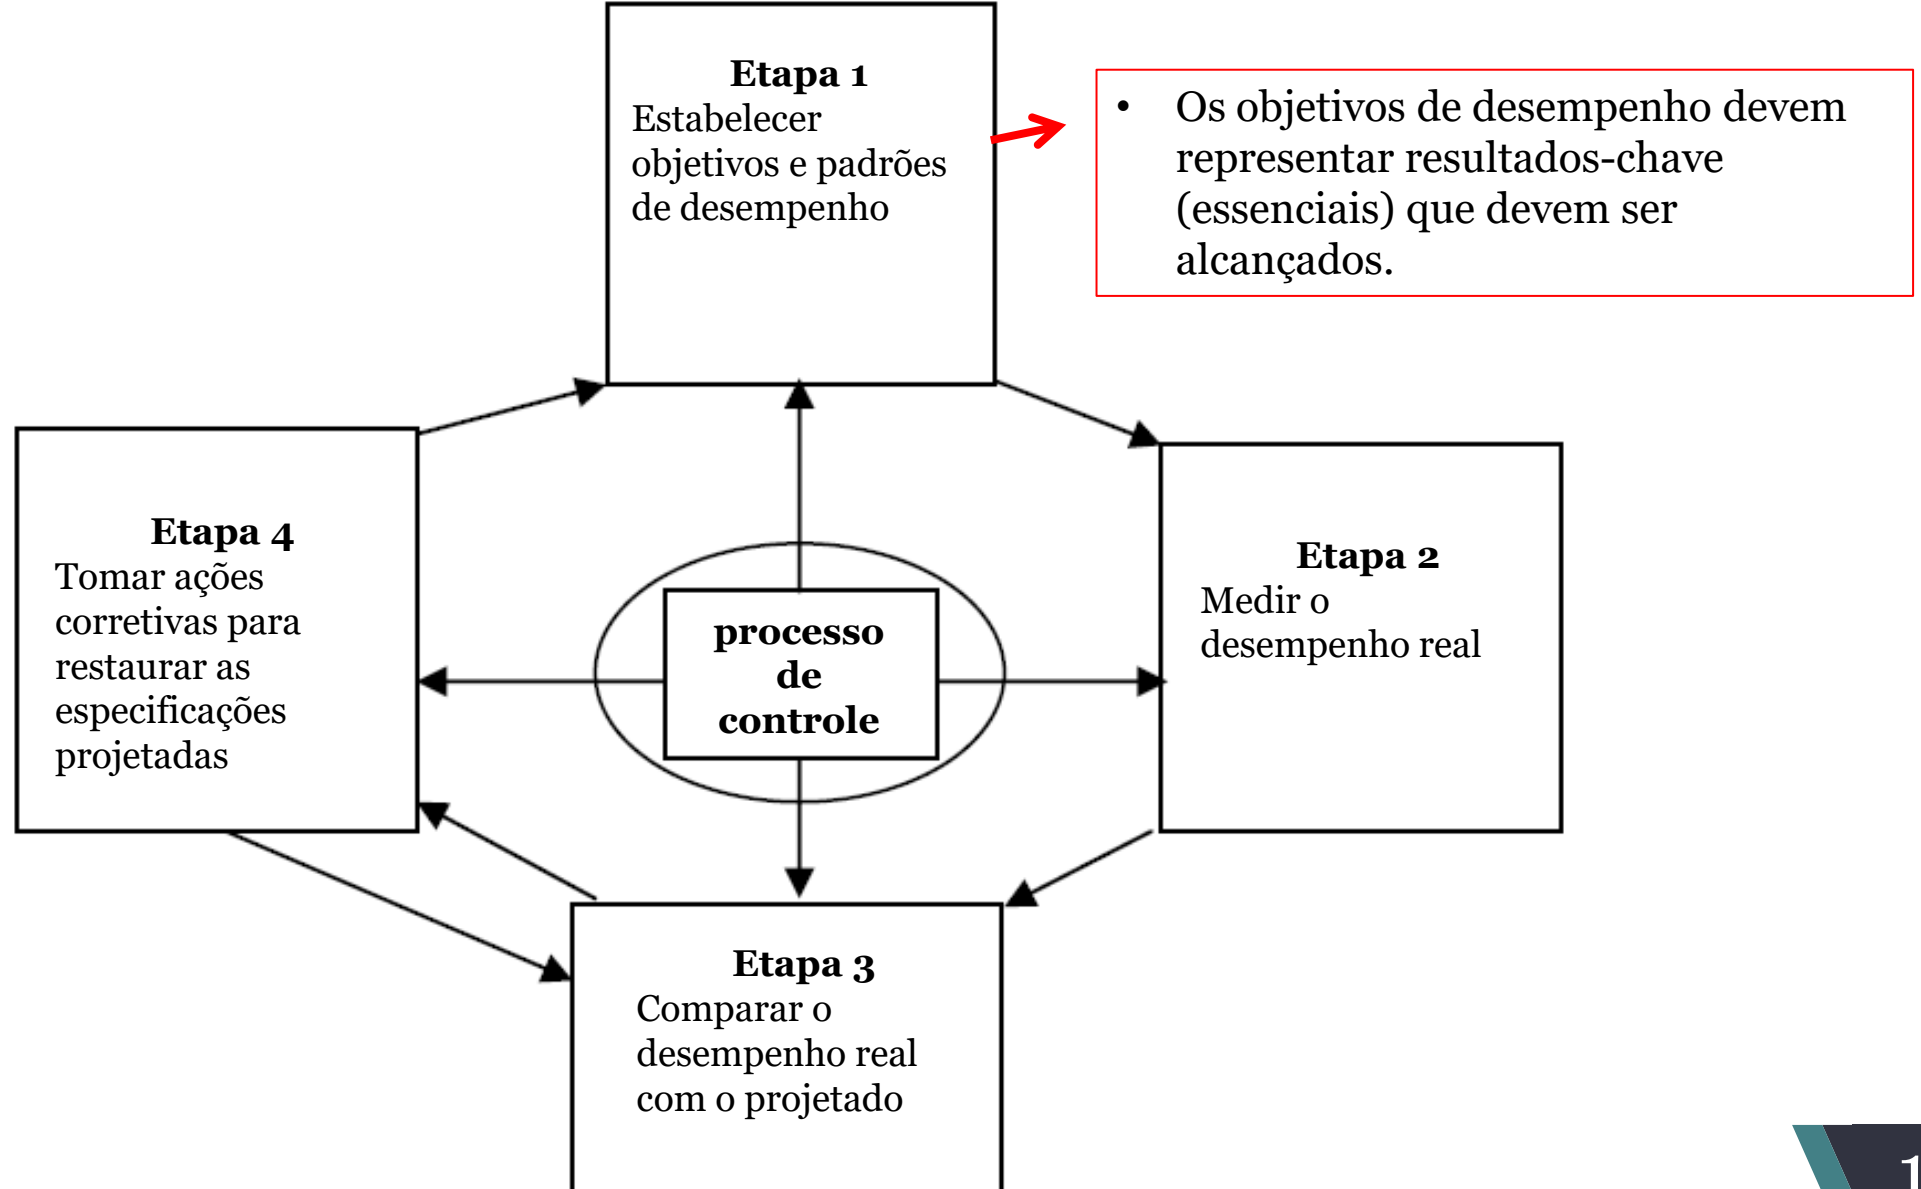 Etapa 1
Estabelecer
objetivos e padrões
de desempenho
• Os objetivos de desempenho devem
representar resultados-chave
(essenciais) que devem ser
alcançados.
Etapa 4
Tomar ações
corretivas para
restaurar as
especificações
projetadas
processo
de
controle
Etapa 2
Medir o
desempenho real
Etapa 3
Comparar o
desempenho real
com o projetado